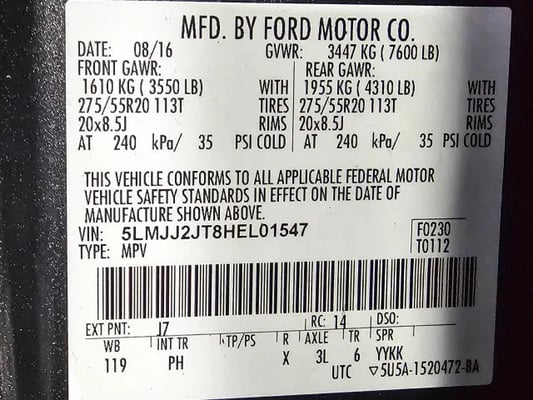 MFD. BY FORD MOTOR CO.
DATE: 08/16 GVWR: 3447 KG ( 7600 LB)
FRONT GAWR: REAR GAWR:
1610 KG ( 3550 LB) WITH 1955 KG ( 4310 LB) WITH
275/55R20 113T TIRES 275/55R20 113T TIRES
20x8.5J RIMS 20x8.5J RIMS
AT 240 kPa/ 35 PSI COLD AT 240 kPa/ 35 PSI COLD
THIS VEHICLE CONFORMS TO ALL APPLICABLE FEDERAL MOTOR
VEHICLE SAFETY STANDARDS IN EFFECT ON THE DATE OF
MANUFACTURE SHOWN ABOVE.
VIN: 5LMJJ2JT8HEL01547 F0230
TYPE: MPV T0112
EXT PNT: J7 RC: 14 DSO:
WB INT TR TP/PS R AXLE TR SPR
119 PH X 3L 6 YYKK
UTC ▽5U5A-1520472-BA